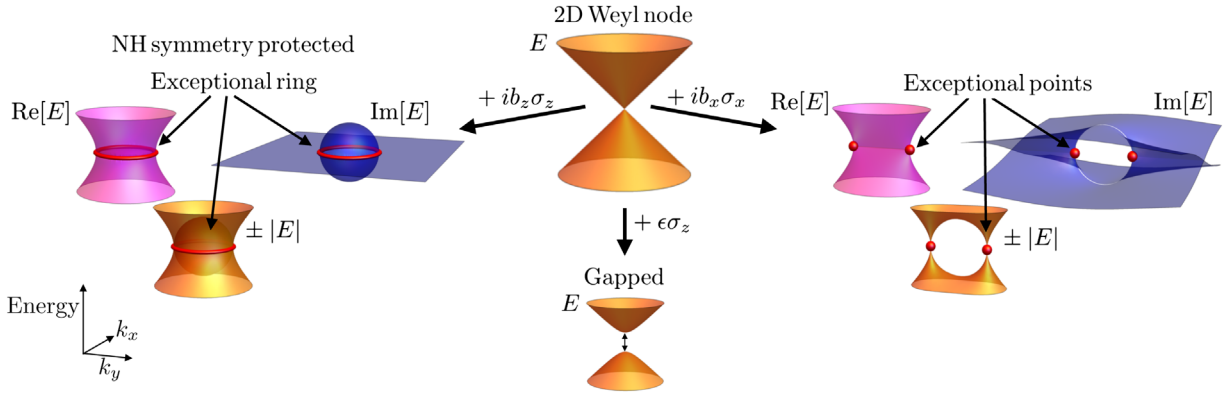 2D Weyl node
E
NH symmetry protected
Exceptional ring
Re[E]
Im[E]
+ ib_zσ_z
+ ib_xσ_x
Exceptional points
Re[E]
Im[E]
± |E|
+ ϵσ_z
± |E|
Gapped
E
Energy
k_x
k_y